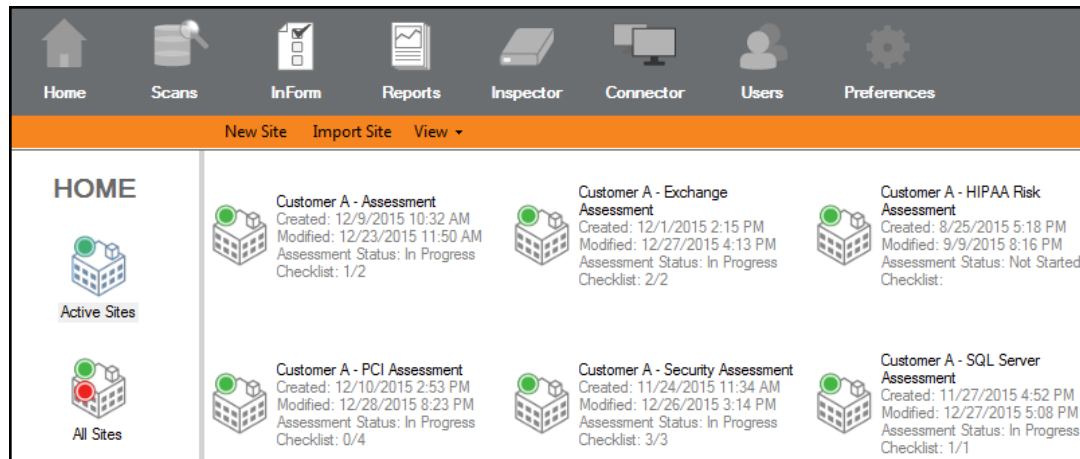 Home Scans InForm Reports Inspector Connector Users Preferences
New Site Import Site View
HOME
Active Sites
All Sites
Customer A - Assessment
Created: 12/9/2015 10:32 AM
Modified: 12/23/2015 11:50 AM
Assessment Status: In Progress
Checklist: 1/2
Customer A - Exchange
Assessment
Created: 12/1/2015 2:15 PM
Modified: 12/27/2015 4:13 PM
Assessment Status: In Progress
Checklist: 2/2
Customer A - HIPAA Risk
Assessment
Created: 8/25/2015 5:18 PM
Modified: 9/9/2015 8:16 PM
Assessment Status: Not Started
Checklist:
Customer A - PCI Assessment
Created: 12/10/2015 2:53 PM
Modified: 12/28/2015 8:23 PM
Assessment Status: In Progress
Checklist: 0/4
Customer A - Security Assessment
Created: 11/24/2015 11:34 AM
Modified: 12/26/2015 3:14 PM
Assessment Status: In Progress
Checklist: 3/3
Customer A - SQL Server
Assessment
Created: 11/27/2015 4:52 PM
Modified: 12/27/2015 5:08 PM
Assessment Status: In Progress
Checklist: 1/1